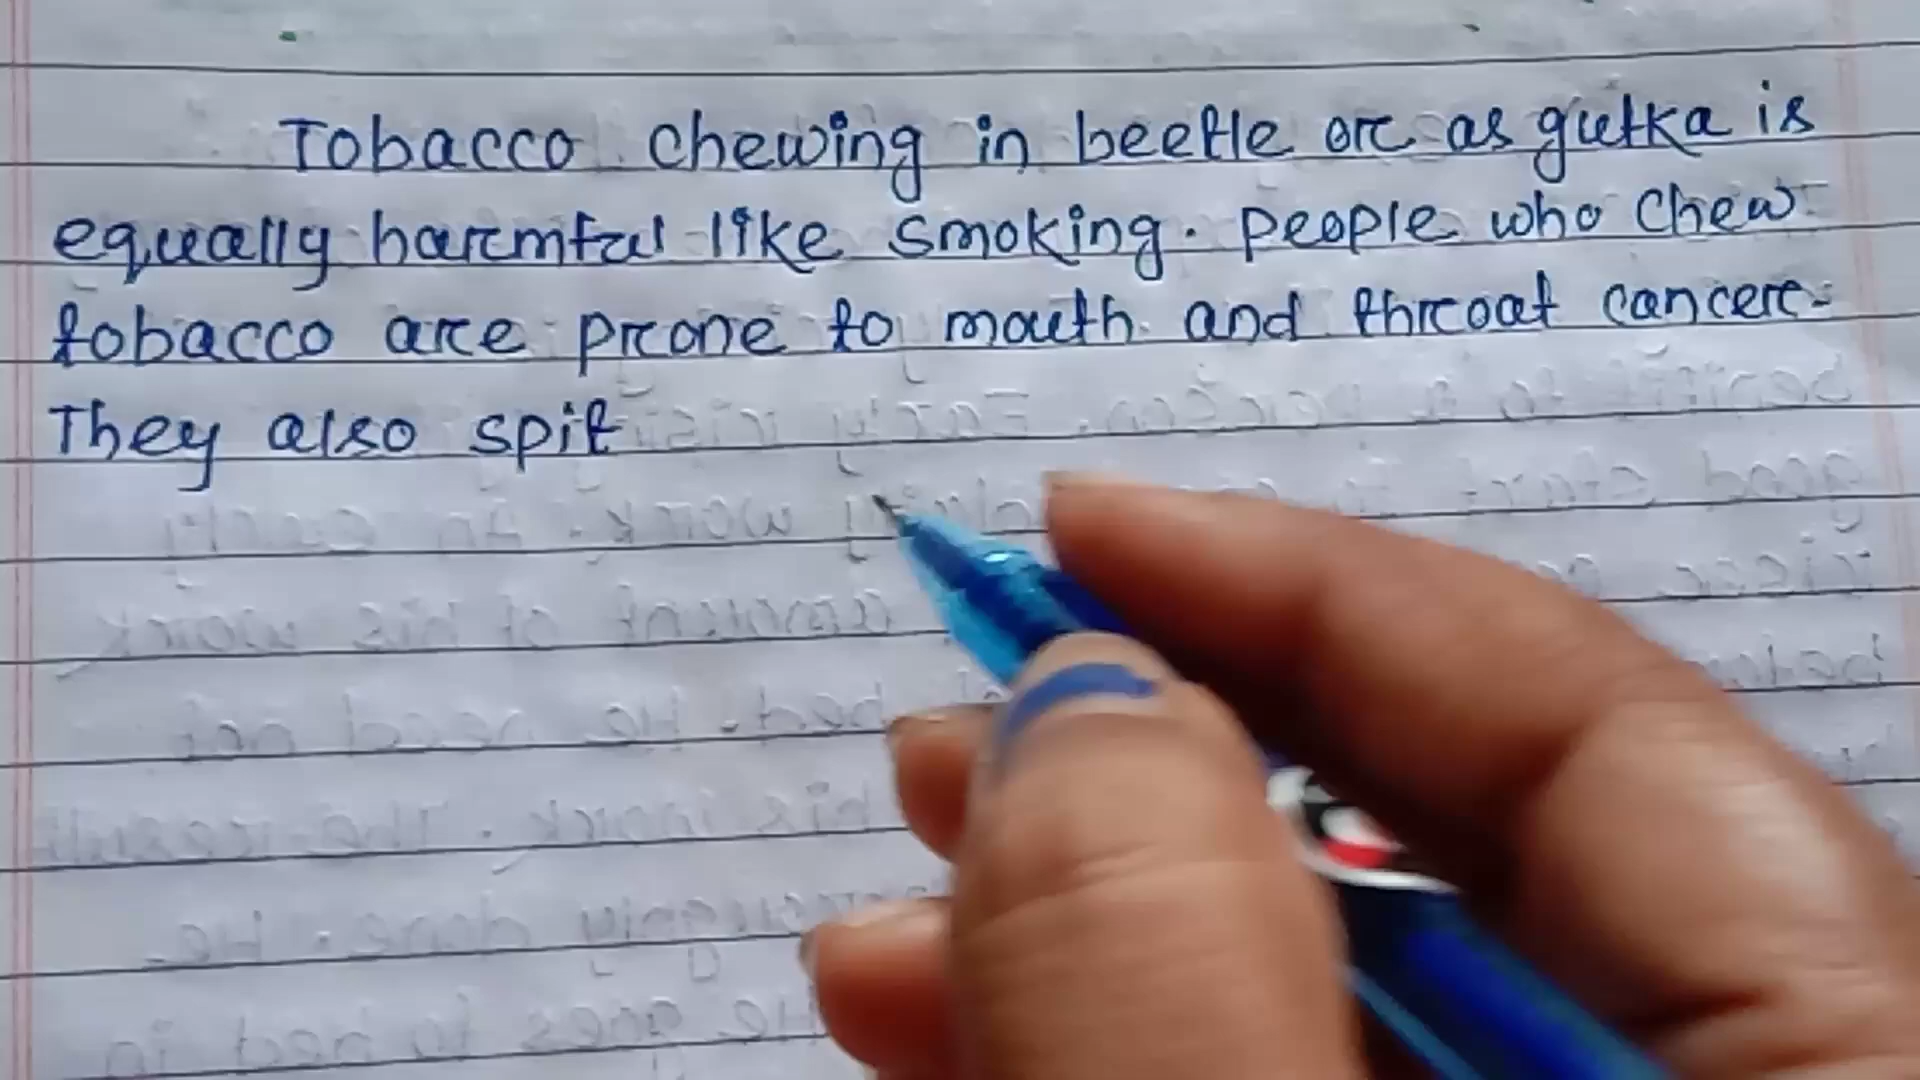 Tobacco chewing in beetle or as gutka is
equally harmful like smoking. People who chew
tobacco are prone to mouth and throat cancer.
They also spit